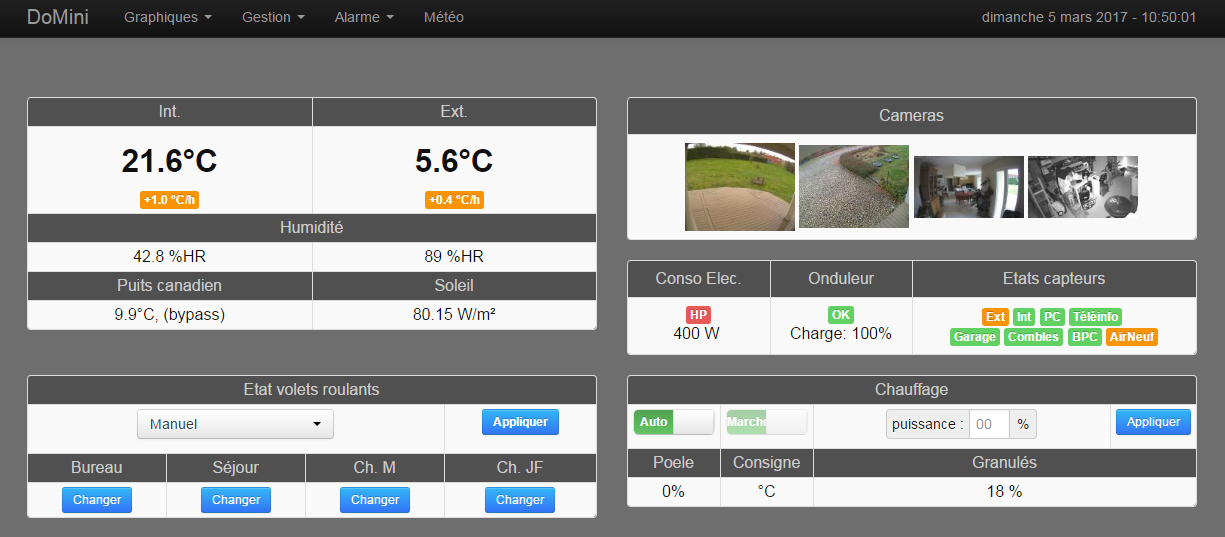 DoMini Graphiques Gestion Alarme Météo dimanche 5 mars 2017 - 10:50:01
Int. Ext.
21.6°C 5.6°C
+1.0 °C/h +0.4 °C/h
Humidité
42.8 %HR 89 %HR
Puits canadien Soleil
9.9°C, (bypass) 80.15 W/m²
Cameras
Conso Elec. Onduleur Etats capteurs
HP OK Ext Int PC Téléinfo
400 W Charge: 100% Garage Combles BPC AirNeuf
Etat volets roulants
Manuel Appliquer
Bureau Séjour Ch. M Ch. JF
Changer Changer Changer Changer
Chauffage
Auto Marche puissance : 00 % Appliquer
Poele Consigne Granulés
0% °C 18 %